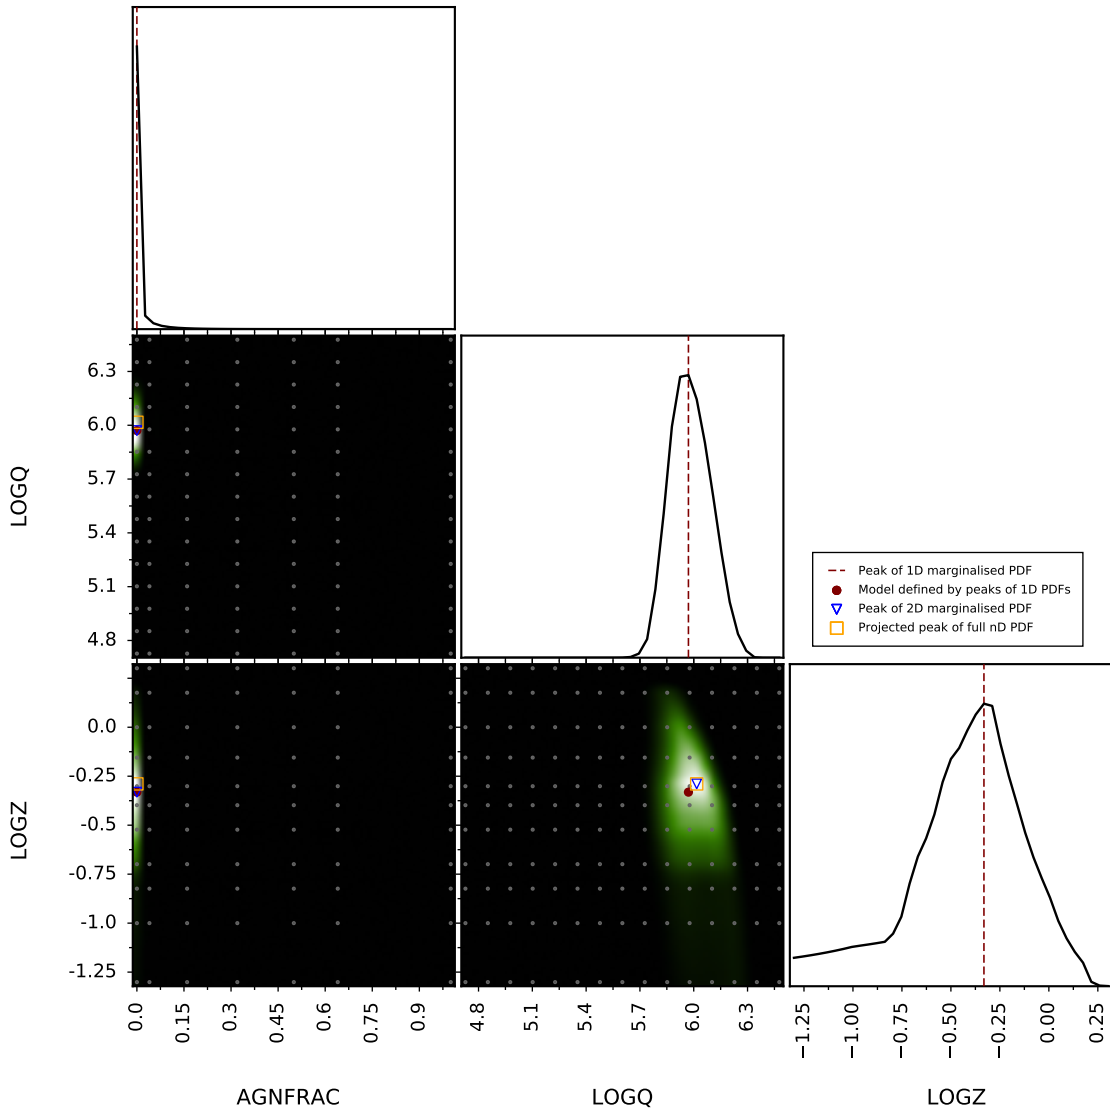 6.3
6.0
5.7
5.4
5.1
4.8
LOGQ
Peak of 1D marginalised PDF
Model defined by peaks of 1D PDFs
Peak of 2D marginalised PDF
Projected peak of full nD PDF
0.0
-0.25
-0.5
-0.75
-1.0
-1.25
LOGZ
0.0 0.15 0.3 0.45 0.6 0.75 0.9
4.8 5.1 5.4 5.7 6.0 6.3
−1.25 −1.00 −0.75 −0.50 −0.25 0.00 0.25
AGNFRAC
LOGQ
LOGZ